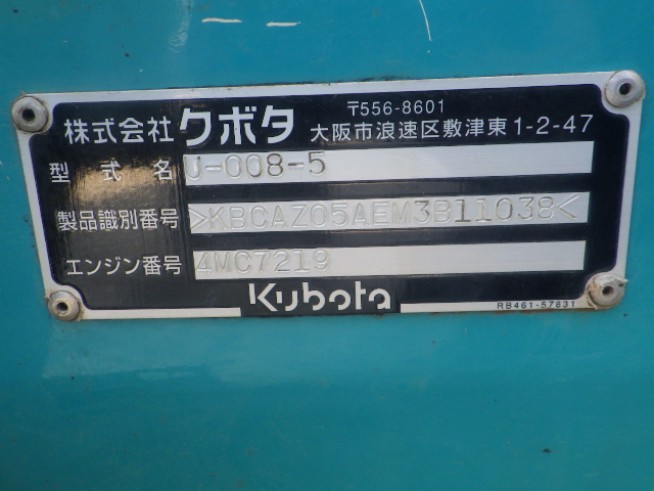 株式会社クボタ 〒556-8601
大阪市浪速区敷津東1-2-47
型式名 U-008-5
製品識別番号 >KBCAZ05AEM3B11038<
エンジン番号 4MC7219
Kubota
RB461-57831